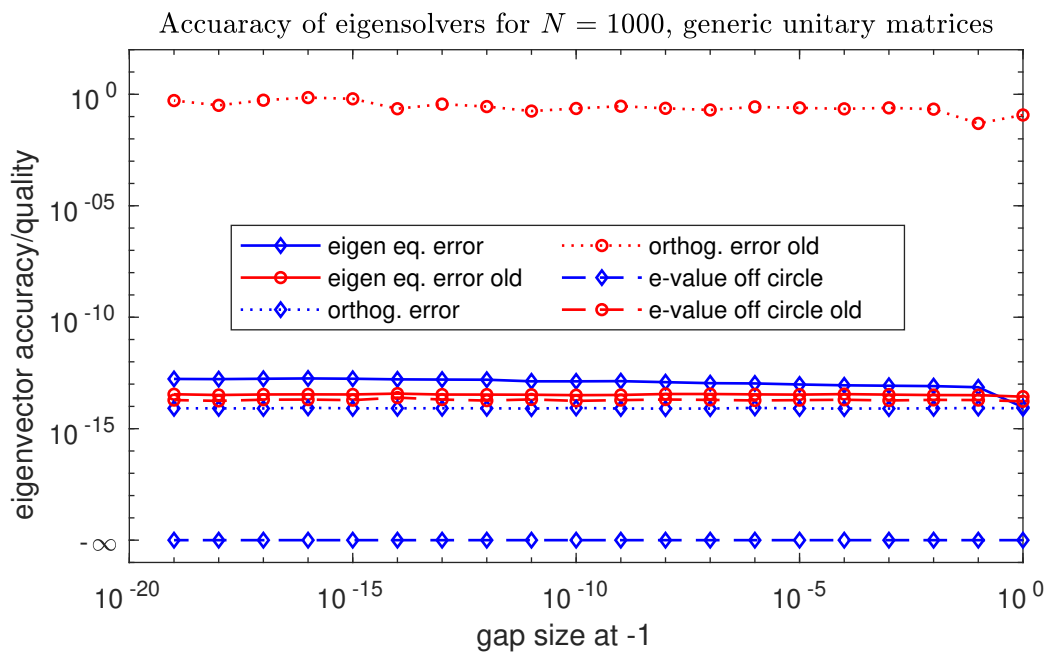 Accuaracy of eigensolvers for N = 1000, generic unitary matrices
eigenvector accuracy/quality
10^0
10^-05
10^-10
10^-15
-∞
eigen eq. error
eigen eq. error old
orthog. error
orthog. error old
e-value off circle
e-value off circle old
10^-20 10^-15 10^-10 10^-5 10^0
gap size at -1